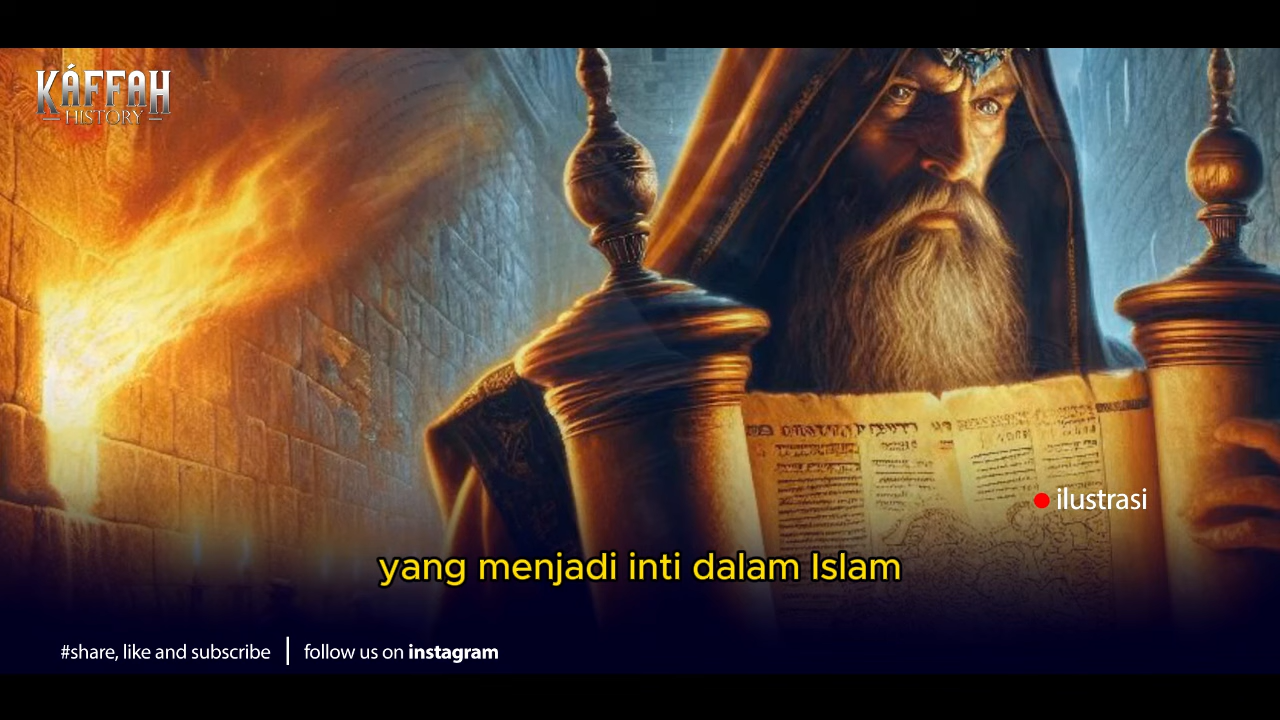 KÁFFAH
HISTORY
ilustrasi
yang menjadi inti dalam Islam
#share, like and subscribe | follow us on instagram